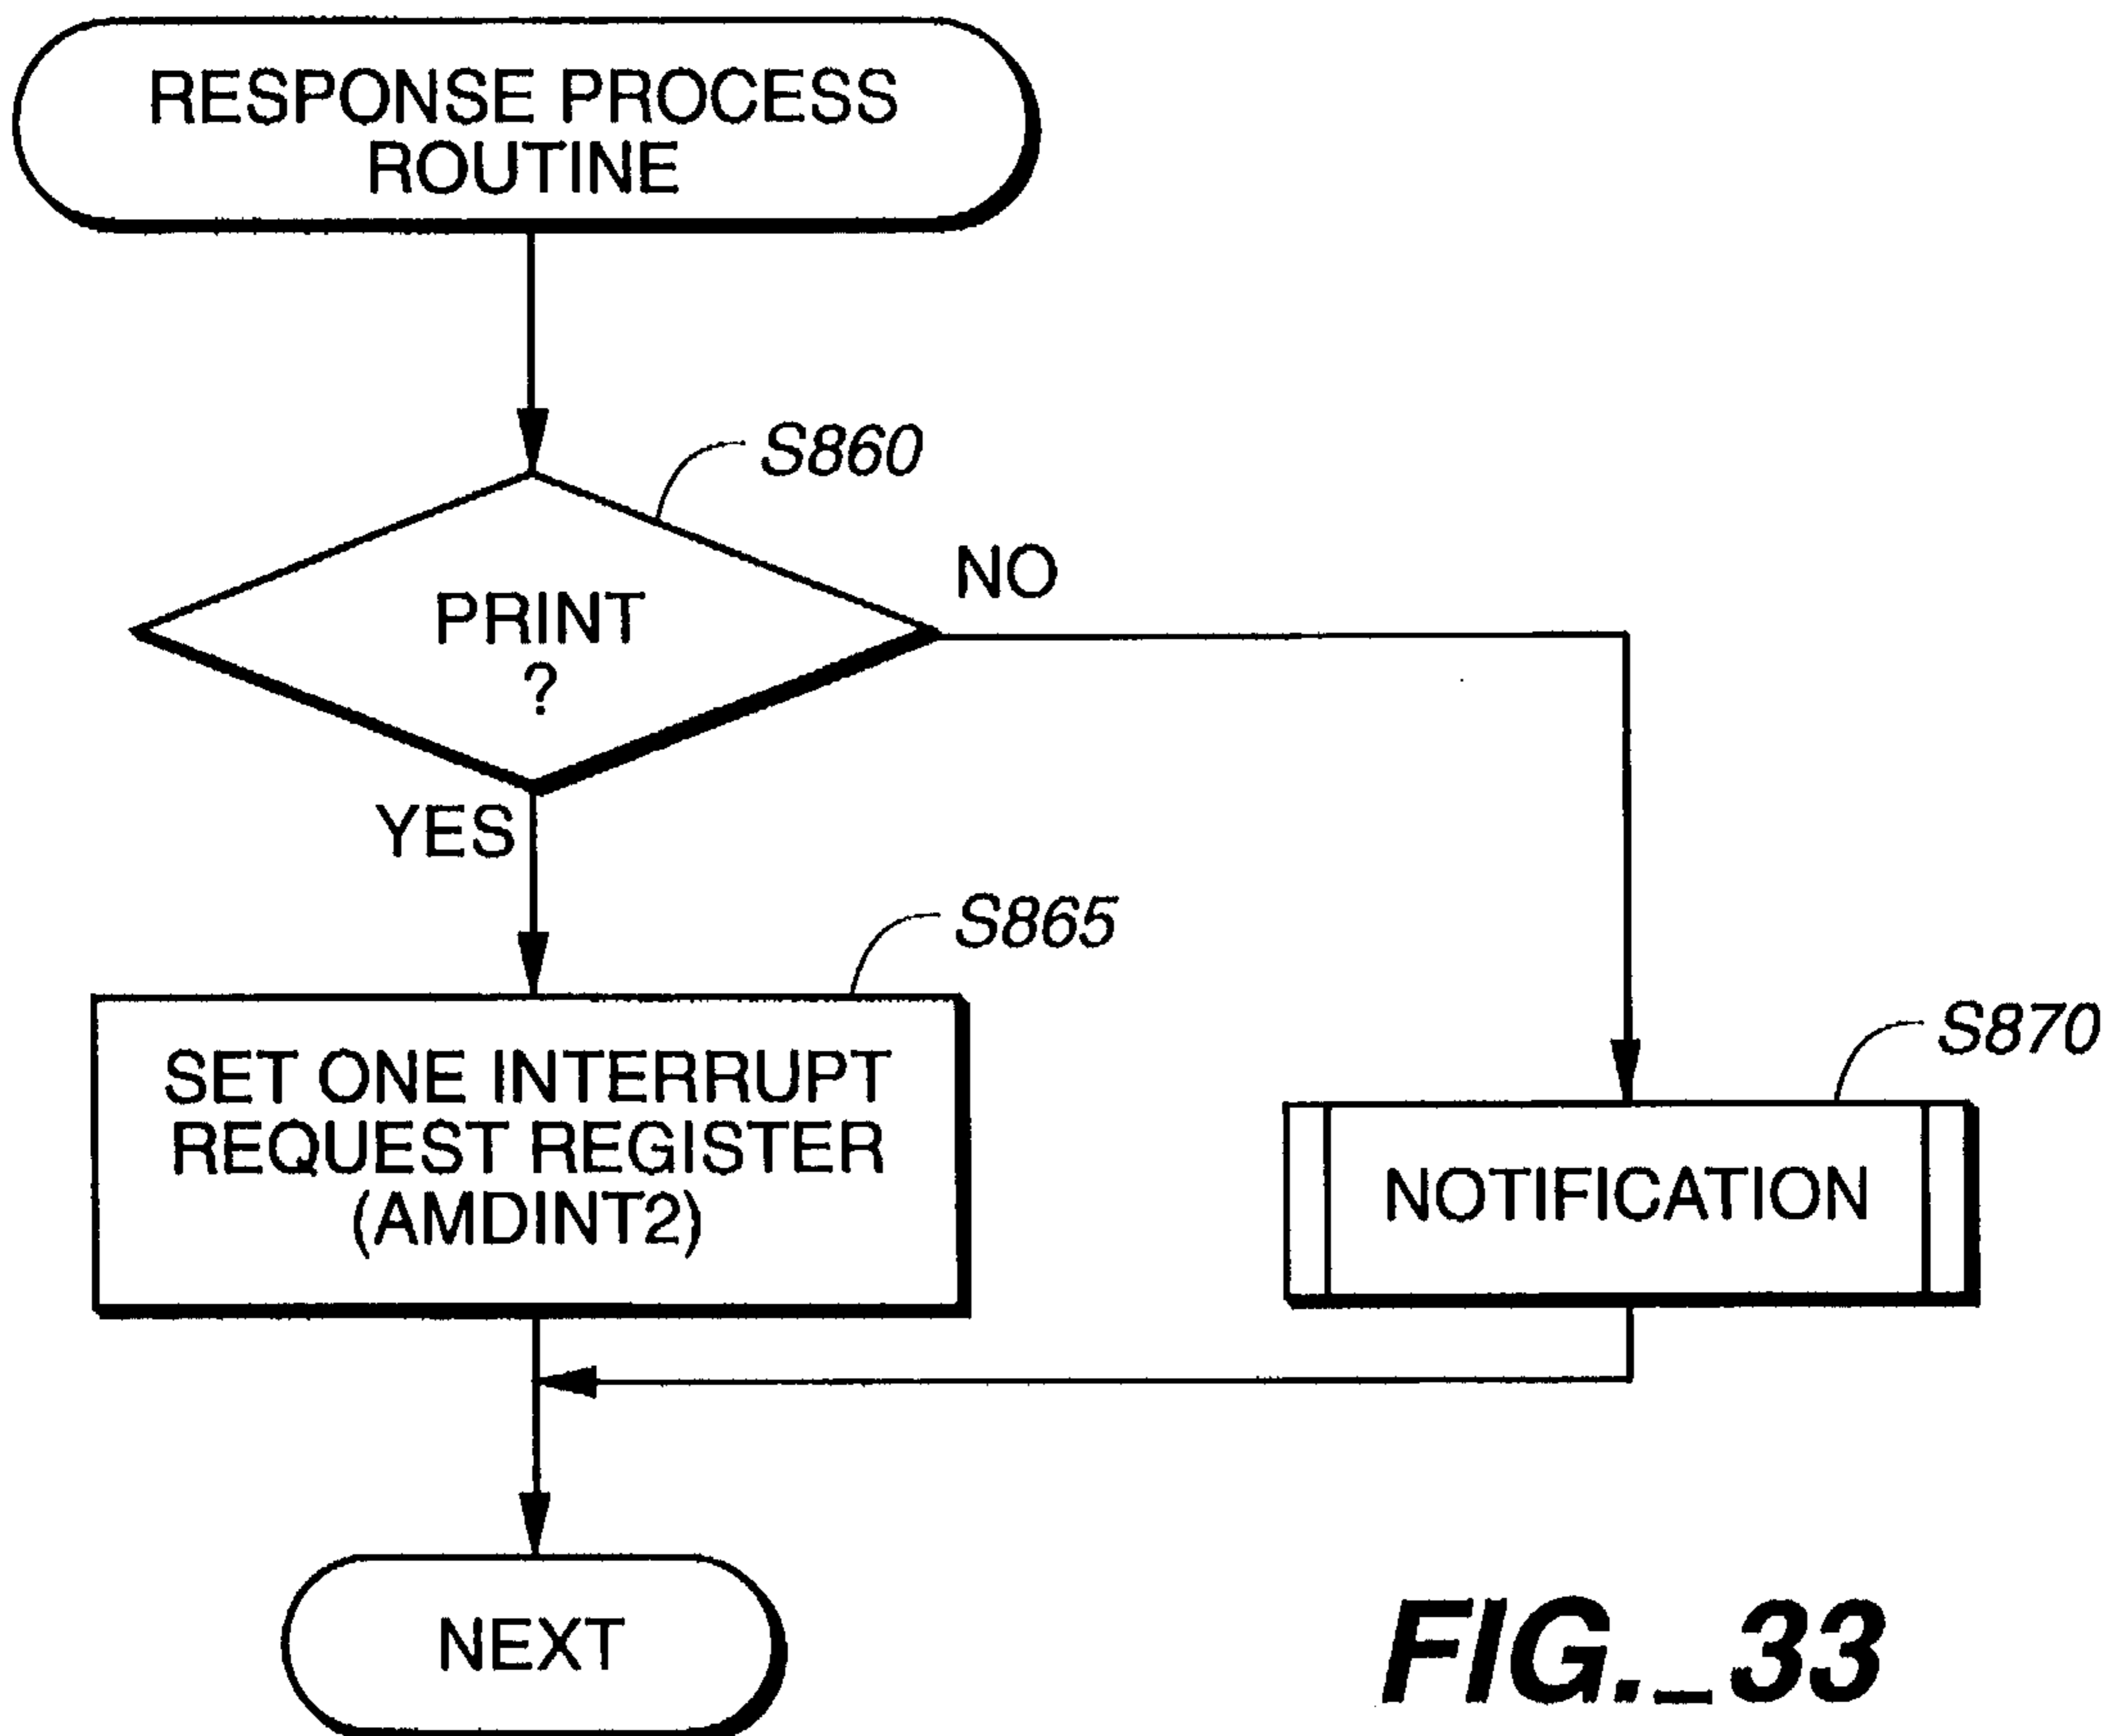 RESPONSE PROCESS
ROUTINE
S860
PRINT
?
NO
YES
S865
SET ONE INTERRUPT
REQUEST REGISTER
(AMDINT2)
S870
NOTIFICATION
NEXT
FIG._33